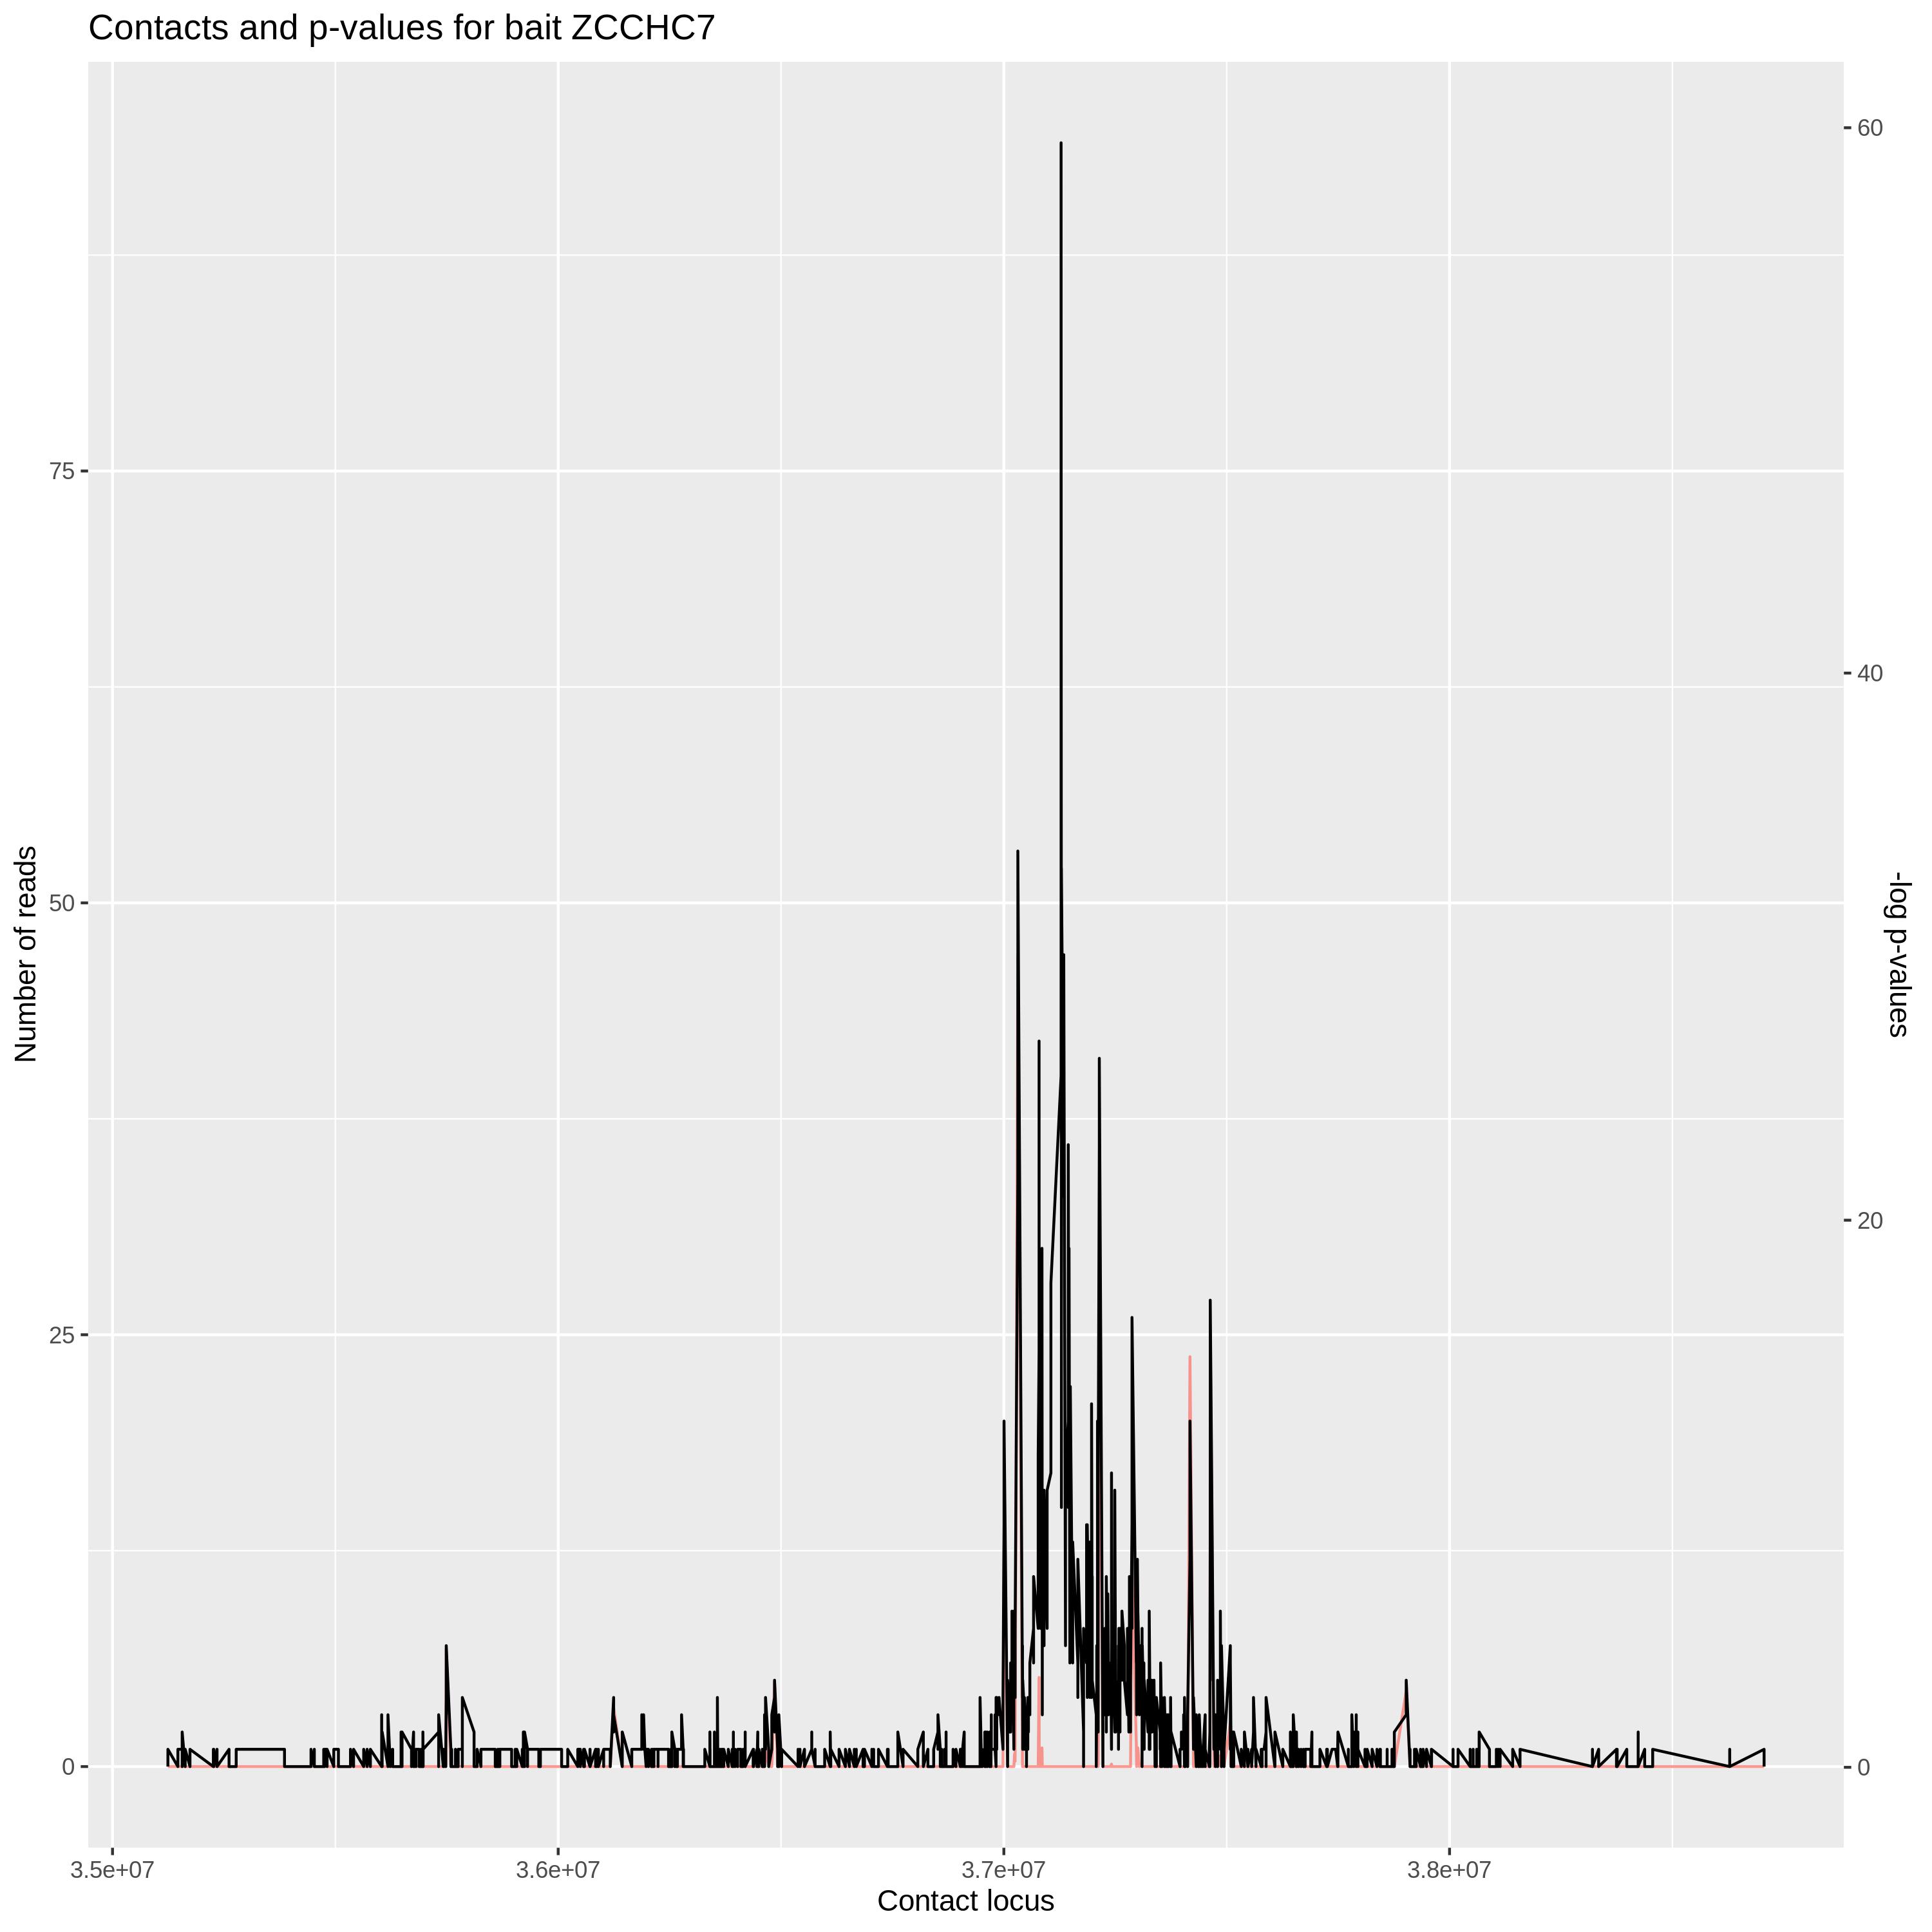 Contacts and p-values for bait ZCCHC7
Number of reads
75
50
25
0
60
40
20
0
-log p-values
3.5e+07 3.6e+07 3.7e+07 3.8e+07
Contact locus